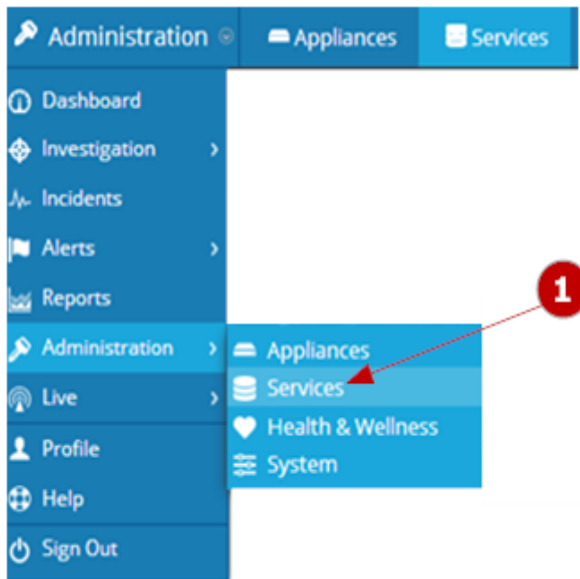 Administration Appliances Services
Dashboard
Investigation
Incidents
Alerts
Reports
1
Administration
Appliances
Live
Services
Health & Wellness
Profile
System
Help
Sign Out